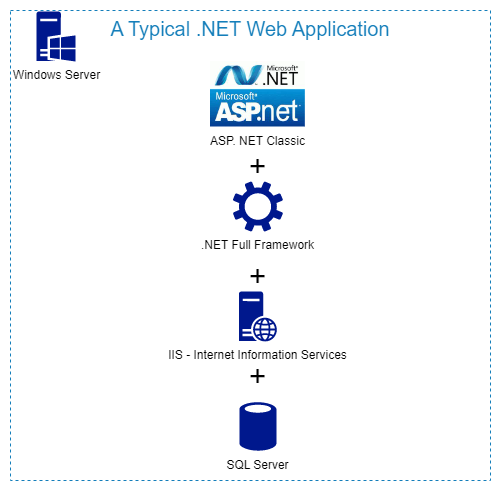 A Typical .NET Web Application
Windows Server
Microsoft®
.NET
Microsoft®
ASP.net
ASP. NET Classic
+
.NET Full Framework
+
IIS - Internet Information Services
+
SQL Server